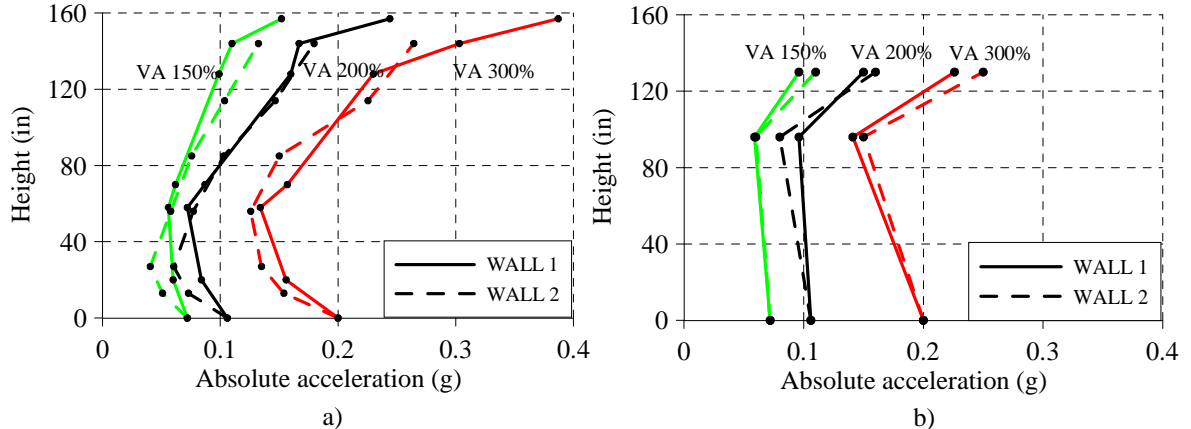 160
120
80
40
0
Height (in)
VA 150%
VA 200%
VA 300%
WALL 1
WALL 2
0 0.1 0.2 0.3 0.4
Absolute acceleration (g)
a)
160
120
80
40
0
Height (in)
VA 150%
VA 200%
VA 300%
WALL 1
WALL 2
0 0.1 0.2 0.3 0.4
Absolute acceleration (g)
b)